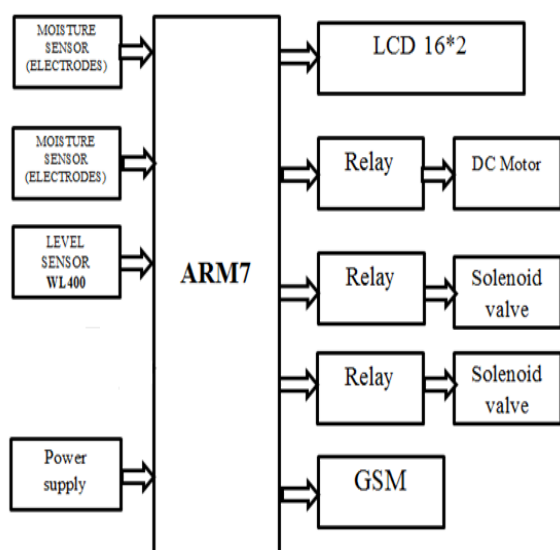 MOISTURE
SENSOR
(ELECTRODES)
MOISTURE
SENSOR
(ELECTRODES)
LEVEL
SENSOR
WL400
Power
supply
ARM7
LCD 16*2
Relay
DC Motor
Relay
Solenoid
valve
Relay
Solenoid
valve
GSM